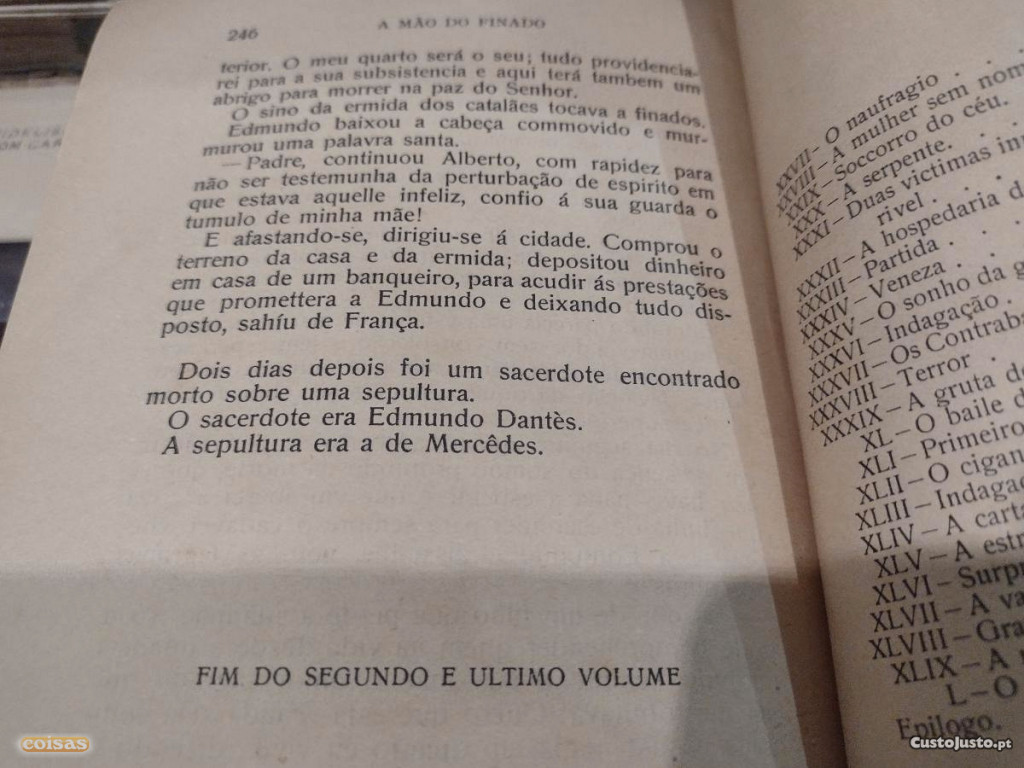 246
A MÃO DO FINADO
terior. O meu quarto será o seu; tudo providencia-
rei para a sua subsistencia e aqui terá tambem um
abrigo para morrer na paz do Senhor.
O sino da ermida dos catalães tocava a finados.
Edmundo baixou a cabeça commovido e mur-
murou uma palavra santa.
— Padre, continuou Alberto, com rapidez para
não ser testemunha da perturbação de espirito em
que estava aquelle infeliz, confio á sua guarda o
tumulo de minha mãe!
E afastando-se, dirigiu-se á cidade. Comprou o
terreno da casa e da ermida; depositou dinheiro
em casa de um banqueiro, para acudir ás prestações
que promettera a Edmundo e deixando tudo dis-
posto, sahíu de França.
Dois dias depois foi um sacerdote encontrado
morto sobre uma sepultura.
O sacerdote era Edmundo Dantès.
A sepultura era a de Mercêdes.
FIM DO SEGUNDO E ULTIMO VOLUME
XXVII — O naufragio . .
XXVIII — A mulher sem nom
XXIX — Soccorro do céu.
XXX — A serpente.
XXXI — Duas victimas
rivel .
XXXII — A hospedaria d
XXXIII — Partida . . .
XXXIV — Veneza . .
XXXV — O sonho da g
XXXVI — Indagação .
XXXVII — Os Contraba
XXXVIII — Terror .
XXXIX — A gruta de
XL — O baile d
XLI — Primeiro
XLII — O cigan
XLIII — Indagaç
XLIV — A carta
XLV — A estr
XLVI — Surpr
XLVII — A va
XLVIII — Gra
XLIX — A
L — O
Epilogo.
coisas
CustoJusto.pt